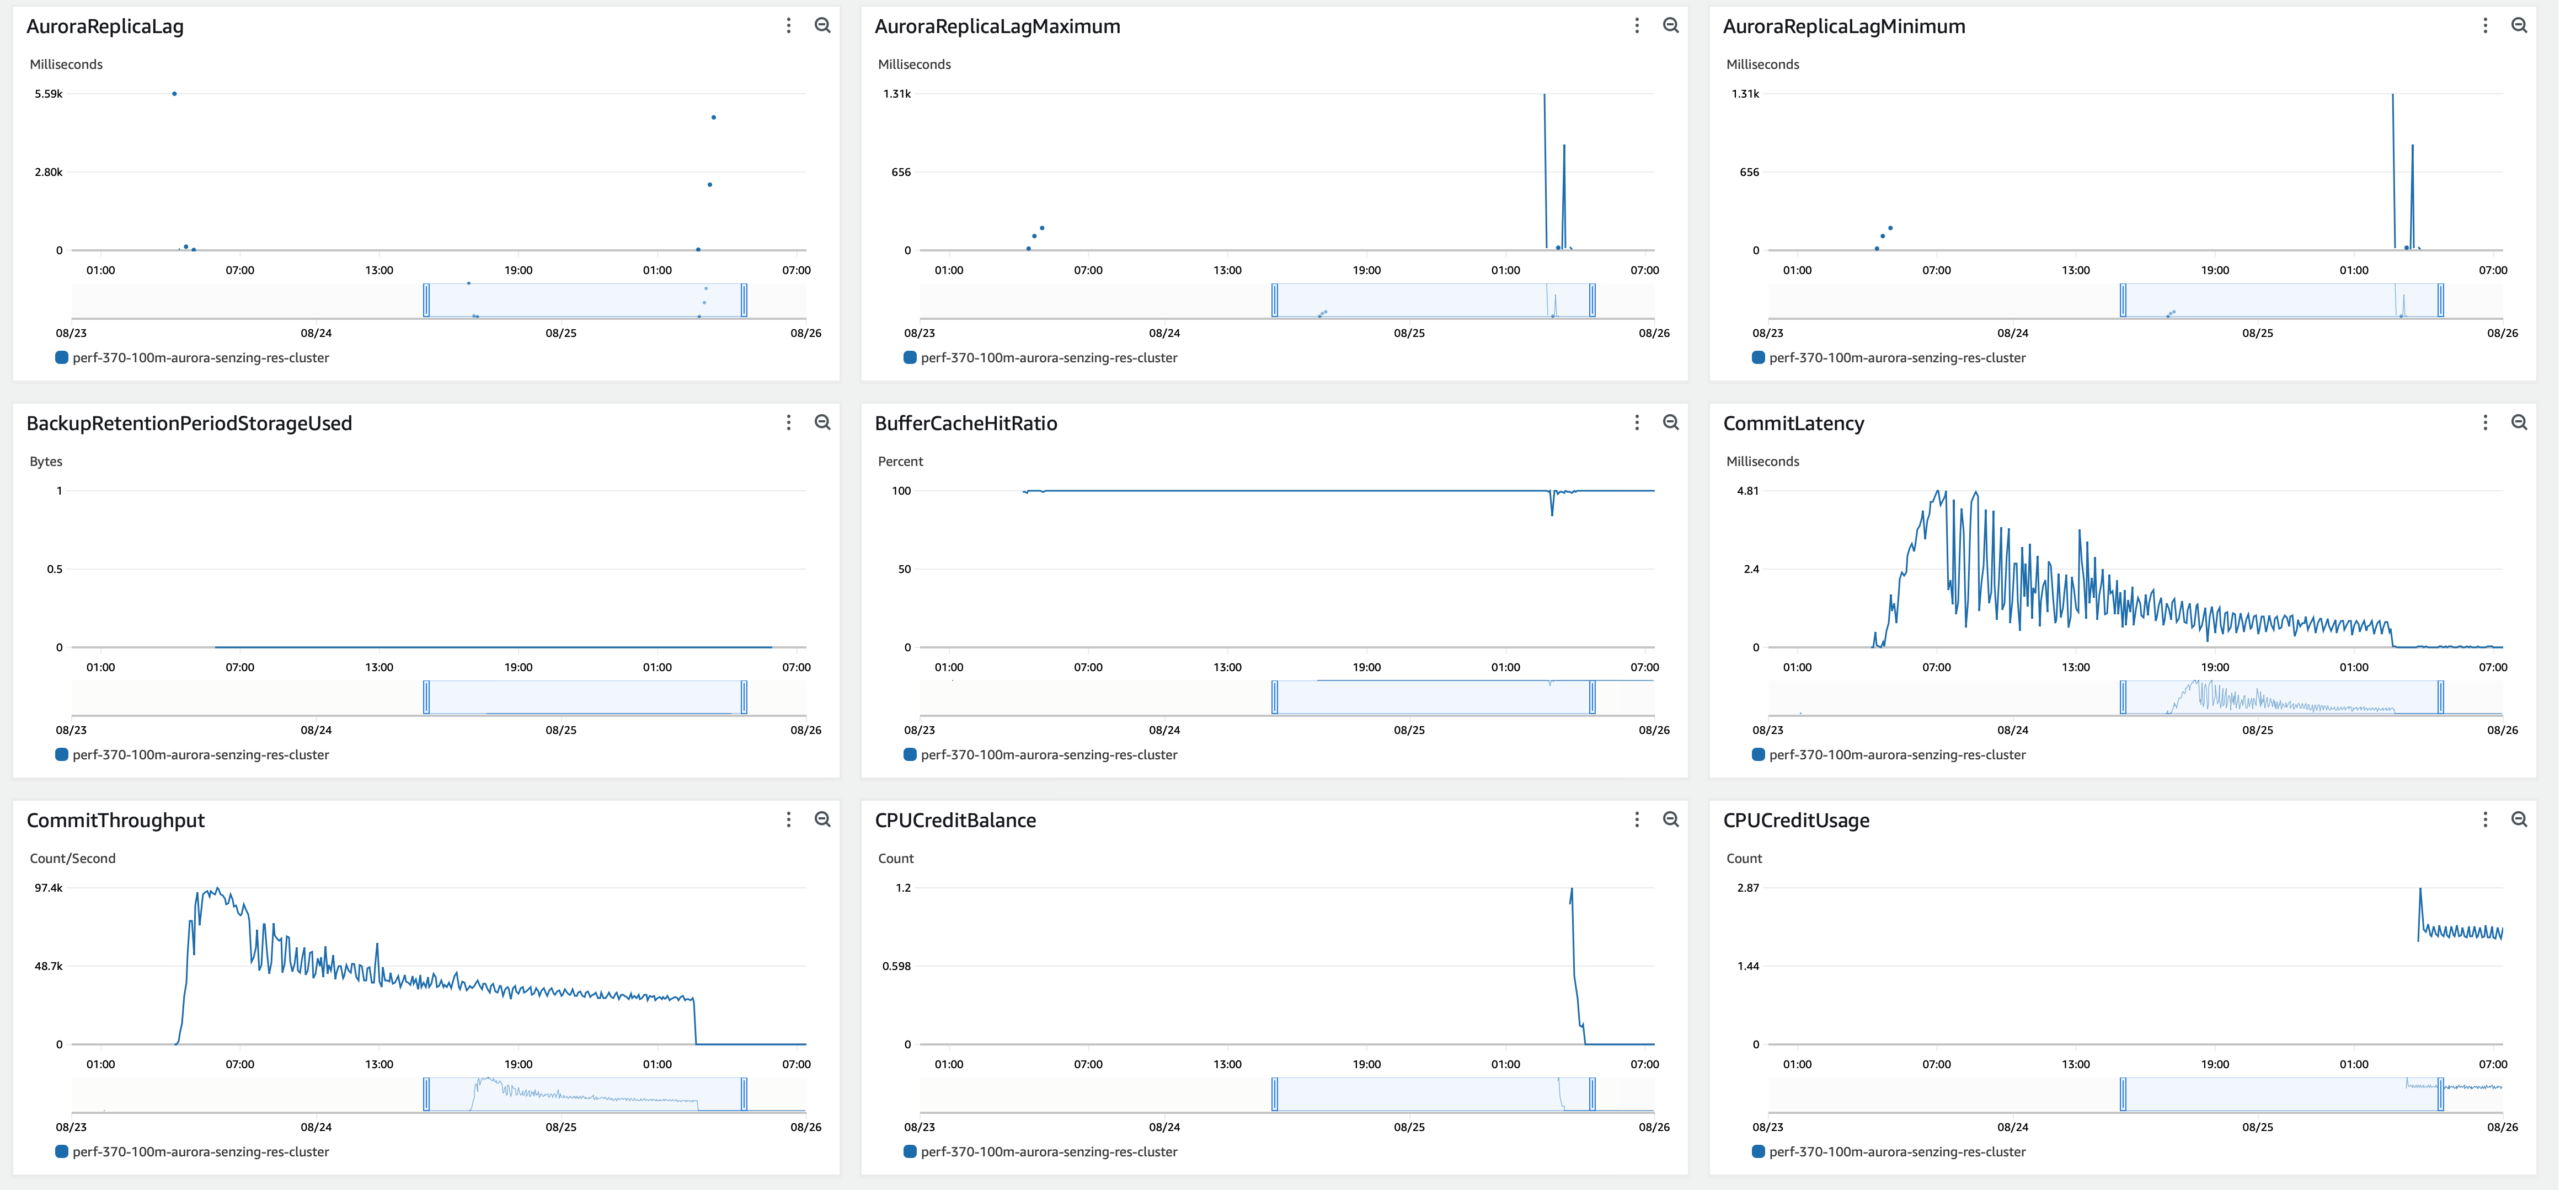 AuroraReplicaLag
Milliseconds
5.59k
2.80k
0
01:00 07:00 13:00 19:00 01:00 07:00
08/23 08/24 08/25 08/26
perf-370-100m-aurora-senzing-res-cluster
AuroraReplicaLagMaximum
Milliseconds
1.31k
656
0
01:00 07:00 13:00 19:00 01:00 07:00
08/23 08/24 08/25 08/26
perf-370-100m-aurora-senzing-res-cluster
AuroraReplicaLagMinimum
Milliseconds
1.31k
656
0
01:00 07:00 13:00 19:00 01:00 07:00
08/23 08/24 08/25 08/26
perf-370-100m-aurora-senzing-res-cluster
BackupRetentionPeriodStorageUsed
Bytes
1
0.5
0
01:00 07:00 13:00 19:00 01:00 07:00
08/23 08/24 08/25 08/26
perf-370-100m-aurora-senzing-res-cluster
BufferCacheHitRatio
Percent
100
50
0
01:00 07:00 13:00 19:00 01:00 07:00
08/23 08/24 08/25 08/26
perf-370-100m-aurora-senzing-res-cluster
CommitLatency
Milliseconds
4.81
2.4
0
01:00 07:00 13:00 19:00 01:00 07:00
08/23 08/24 08/25 08/26
perf-370-100m-aurora-senzing-res-cluster
CommitThroughput
Count/Second
97.4k
48.7k
0
01:00 07:00 13:00 19:00 01:00 07:00
08/23 08/24 08/25 08/26
perf-370-100m-aurora-senzing-res-cluster
CPUCreditBalance
Count
1.2
0.598
0
01:00 07:00 13:00 19:00 01:00 07:00
08/23 08/24 08/25 08/26
perf-370-100m-aurora-senzing-res-cluster
CPUCreditUsage
Count
2.87
1.44
0
01:00 07:00 13:00 19:00 01:00 07:00
08/23 08/24 08/25 08/26
perf-370-100m-aurora-senzing-res-cluster